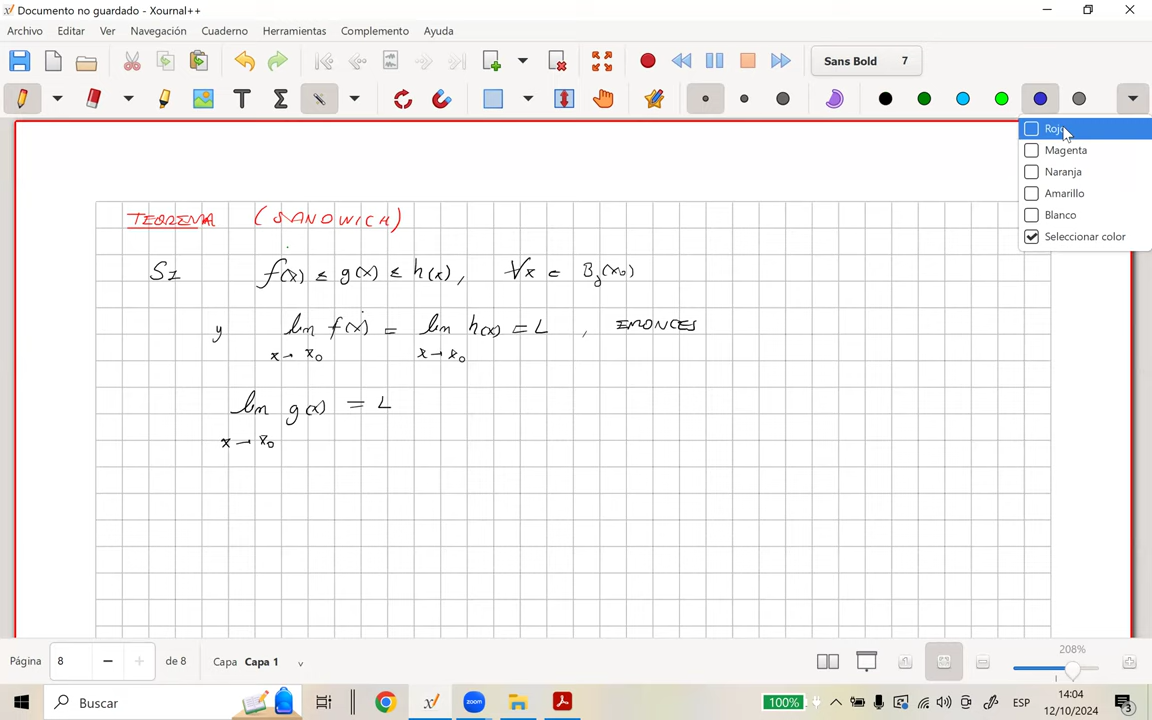 Documento no guardado - Xournal++
Archivo Editar Ver Navegación Cuaderno Herramientas Complemento Ayuda
Sans Bold 7
Rojo
Magenta
Naranja
Amarillo
Blanco
Seleccionar color
TEOREMA (SANDWICH)
SI f(x) ≤ g(x) ≤ h(x), ∀x ∈ Bδ(x₀)
y lim f(x) = lim h(x) = L , ENTONCES
x→x₀ x→x₀
lim g(x) = L
x→x₀
Página 8 de 8 Capa Capa 1 208%
Buscar 100% ESP 14:04
12/10/2024
3